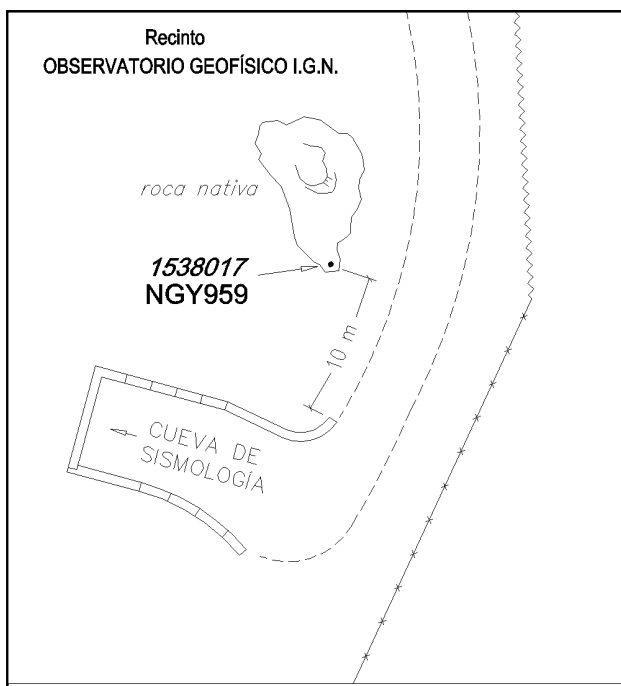 Recinto
OBSERVATORIO GEOFÍSICO I.G.N.
roca nativa
1538017
NGY959
10 m
CUEVA DE
SISMOLOGÍA